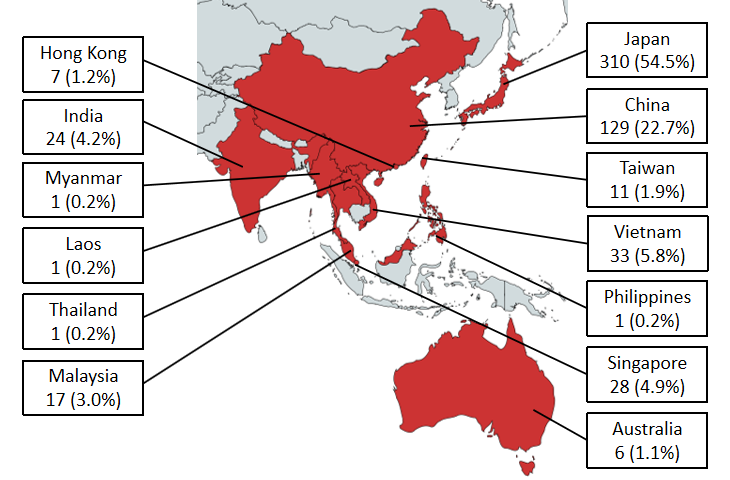 Hong Kong
7 (1.2%)
India
24 (4.2%)
Myanmar
1 (0.2%)
Laos
1 (0.2%)
Thailand
1 (0.2%)
Malaysia
17 (3.0%)
Japan
310 (54.5%)
China
129 (22.7%)
Taiwan
11 (1.9%)
Vietnam
33 (5.8%)
Philippines
1 (0.2%)
Singapore
28 (4.9%)
Australia
6 (1.1%)